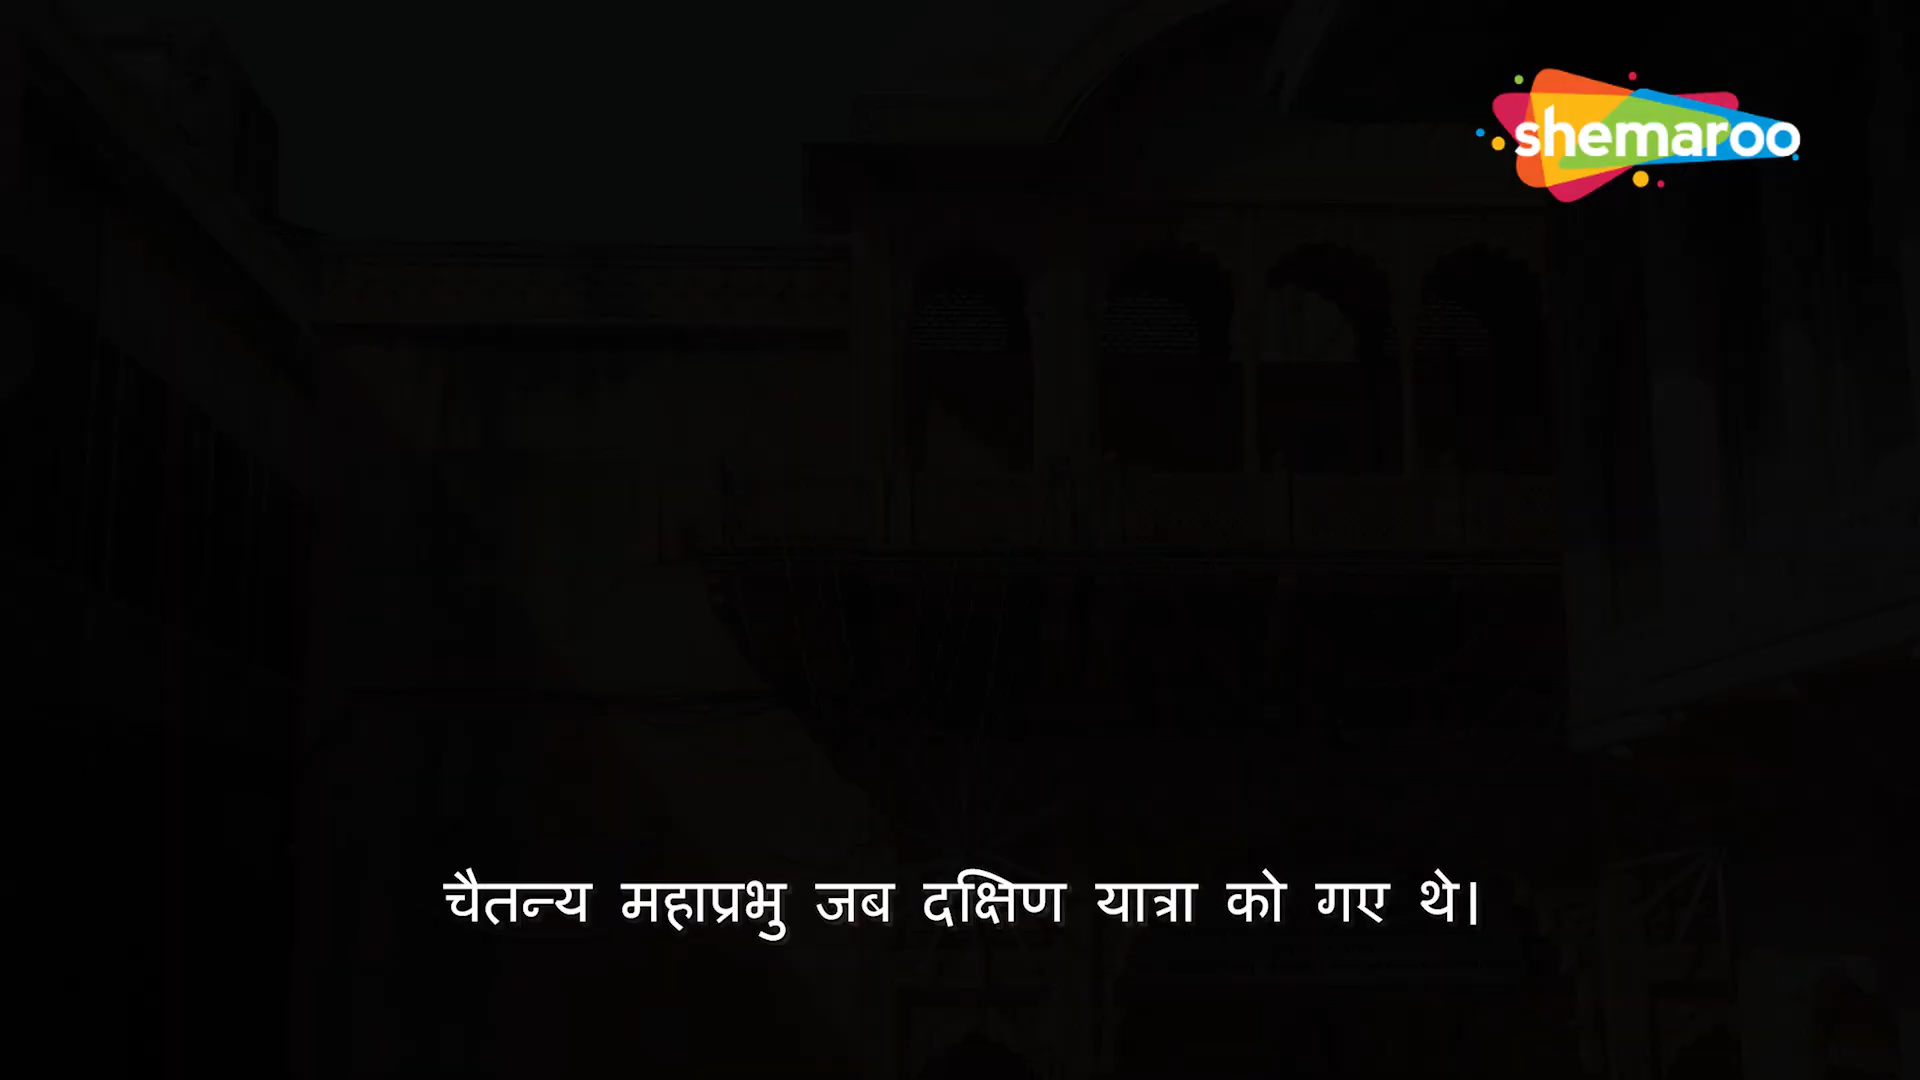 shemaroo
चैतन्य महाप्रभु जब दक्षिण यात्रा को गए थे।